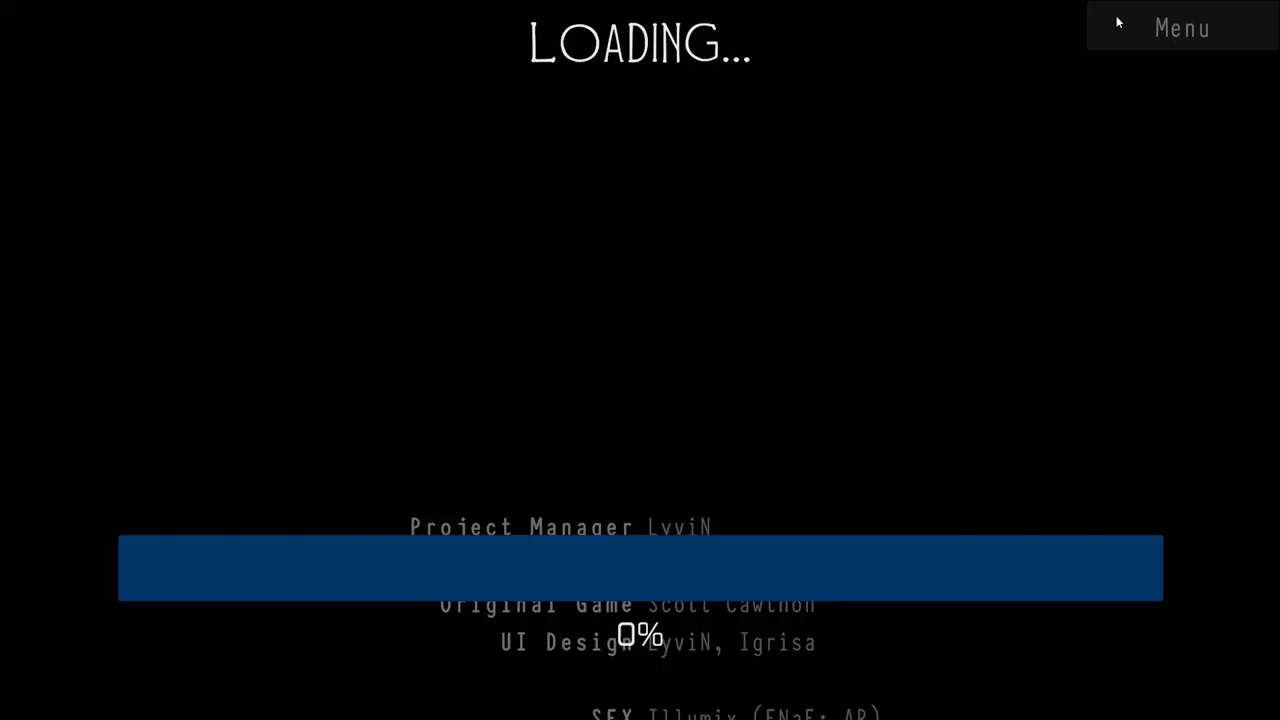 LOADING...
Menu
Project Manager LyviN
Original Game Scott Cawthon
0%
UI Design LyviN, Igrisa
SFX Illumix (FNaF: AR)